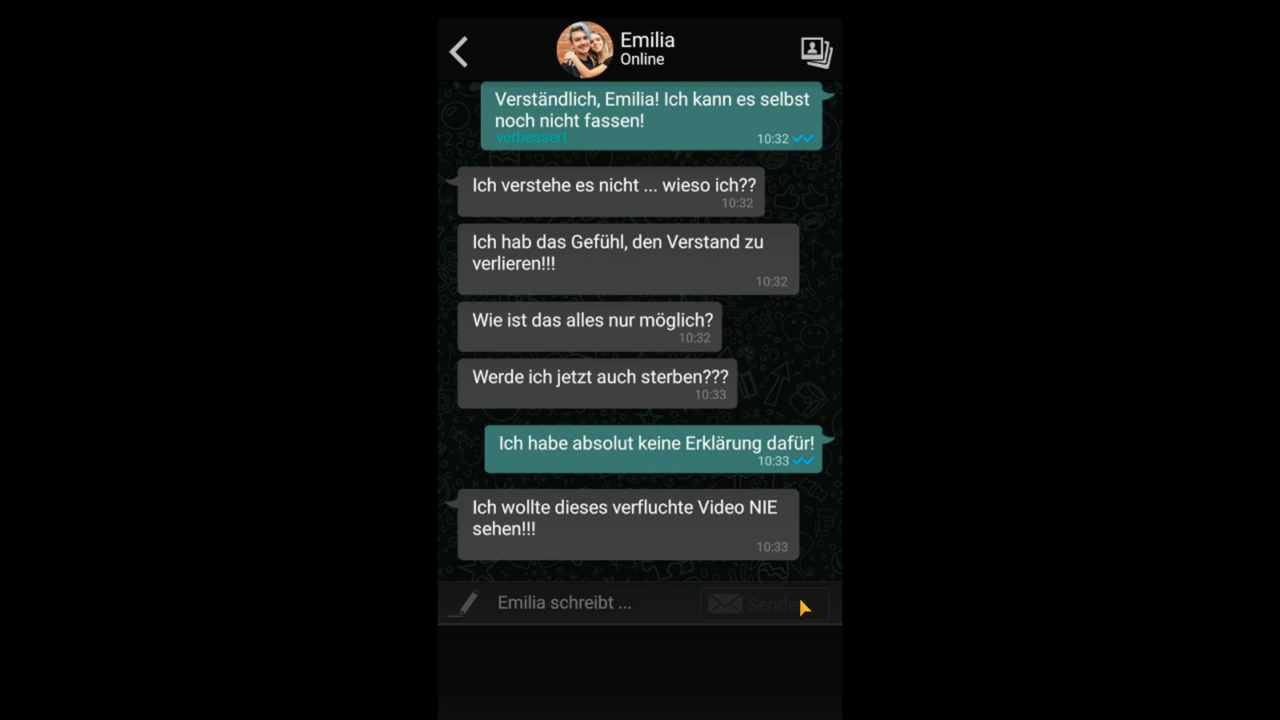 Emilia
Online
Verständlich, Emilia! Ich kann es selbst
noch nicht fassen!
verbessert
10:32
Ich verstehe es nicht ... wieso ich??
10:32
Ich hab das Gefühl, den Verstand zu
verlieren!!!
10:32
Wie ist das alles nur möglich?
10:32
Werde ich jetzt auch sterben???
10:33
Ich habe absolut keine Erklärung dafür!
10:33
Ich wollte dieses verfluchte Video NIE
sehen!!!
10:33
Emilia schreibt ...